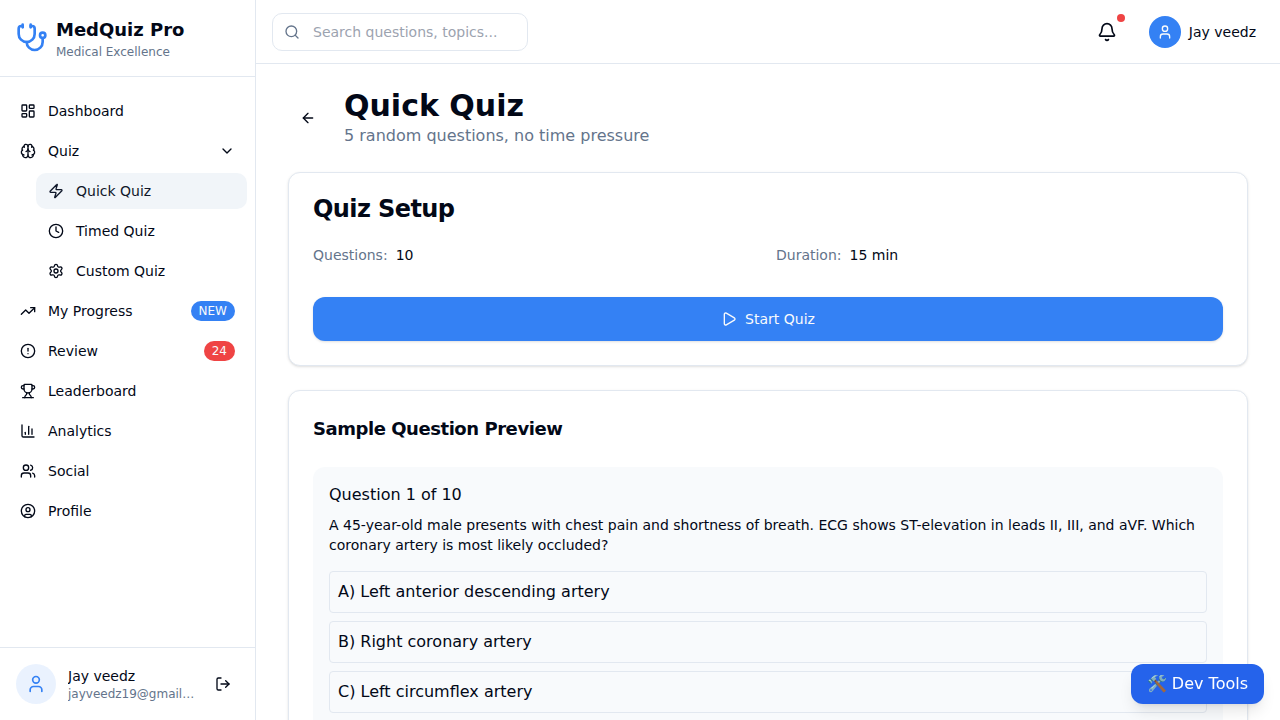 MedQuiz Pro
Medical Excellence
Search questions, topics...
Jay veedz
Dashboard
Quiz
Quick Quiz
Timed Quiz
Custom Quiz
My Progress NEW
Review 24
Leaderboard
Analytics
Social
Profile
Jay veedz
jayveedz19@gmail...
Quick Quiz
5 random questions, no time pressure
Quiz Setup
Questions: 10 Duration: 15 min
Start Quiz
Sample Question Preview
Question 1 of 10
A 45-year-old male presents with chest pain and shortness of breath. ECG shows ST-elevation in leads II, III, and aVF. Which
coronary artery is most likely occluded?
A) Left anterior descending artery
B) Right coronary artery
C) Left circumflex artery
🛠️ Dev Tools